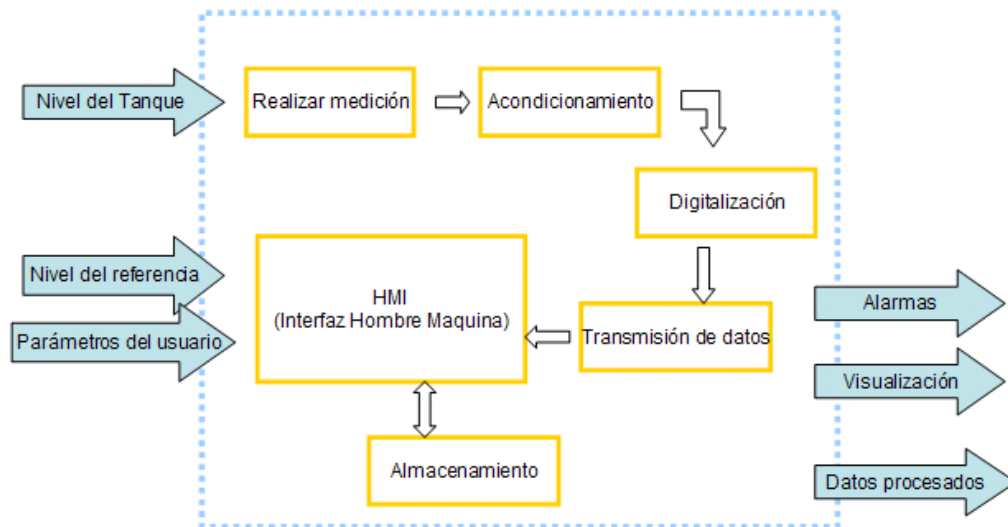 Nivel del Tanque
Realizar medición
Acondicionamiento
Digitalización
Nivel del referencia
Parámetros del usuario
HMI
(Interfaz Hombre Maquina)
Transmisión de datos
Almacenamiento
Alarmas
Visualización
Datos procesados